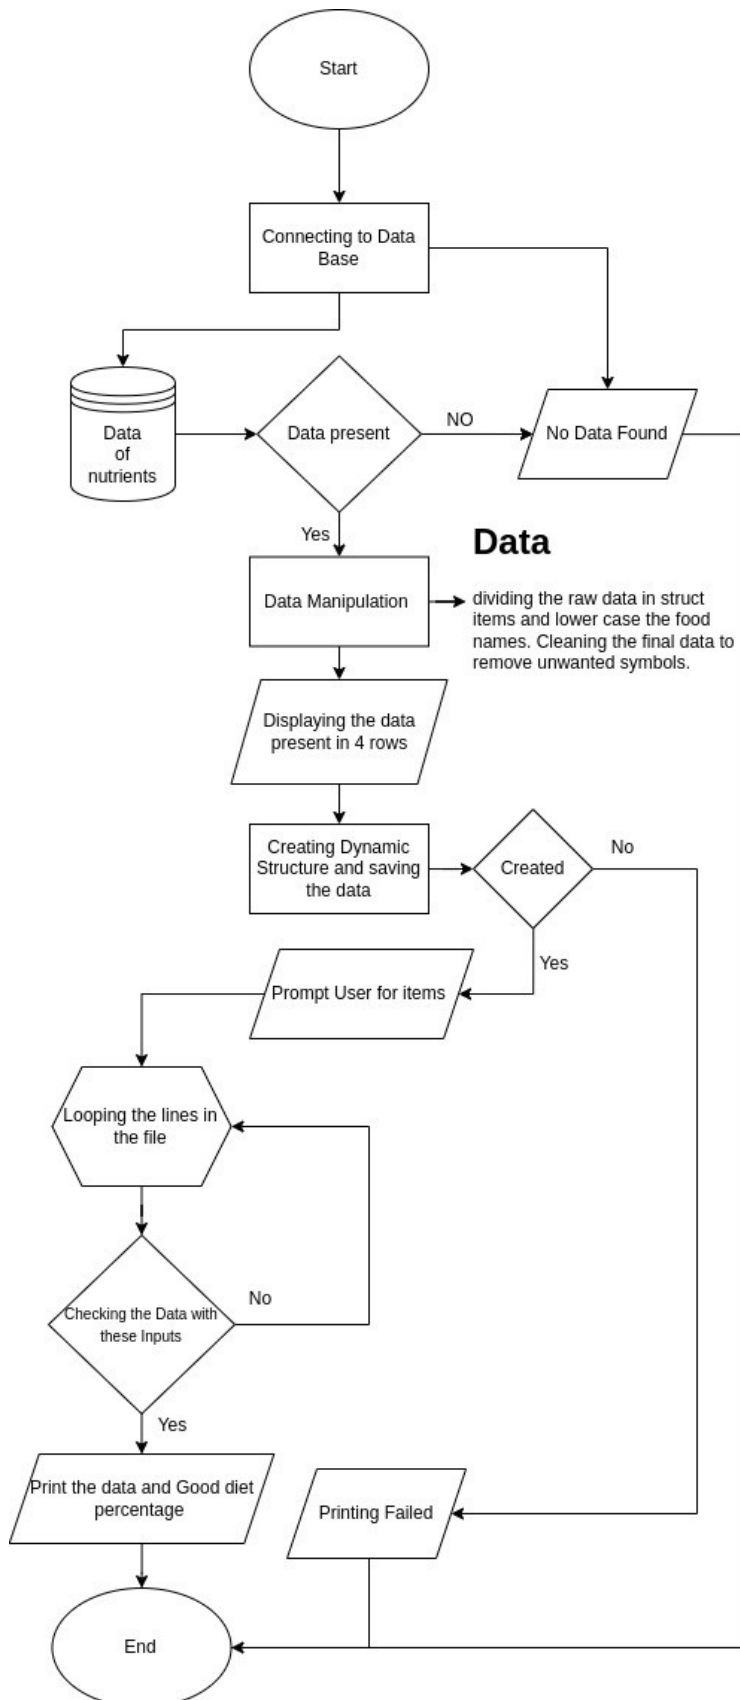 Start
Connecting to Data
Base
Data
of
nutrients
Data present
NO
No Data Found
Yes
Data
Data Manipulation
dividing the raw data in struct
items and lower case the food
names. Cleaning the final data to
remove unwanted symbols.
Displaying the data
present in 4 rows
Creating Dynamic
Structure and saving
the data
Created
No
Yes
Prompt User for items
Looping the lines in
the file
Checking the Data with
these Inputs
No
Yes
Print the data and Good diet
percentage
Printing Failed
End